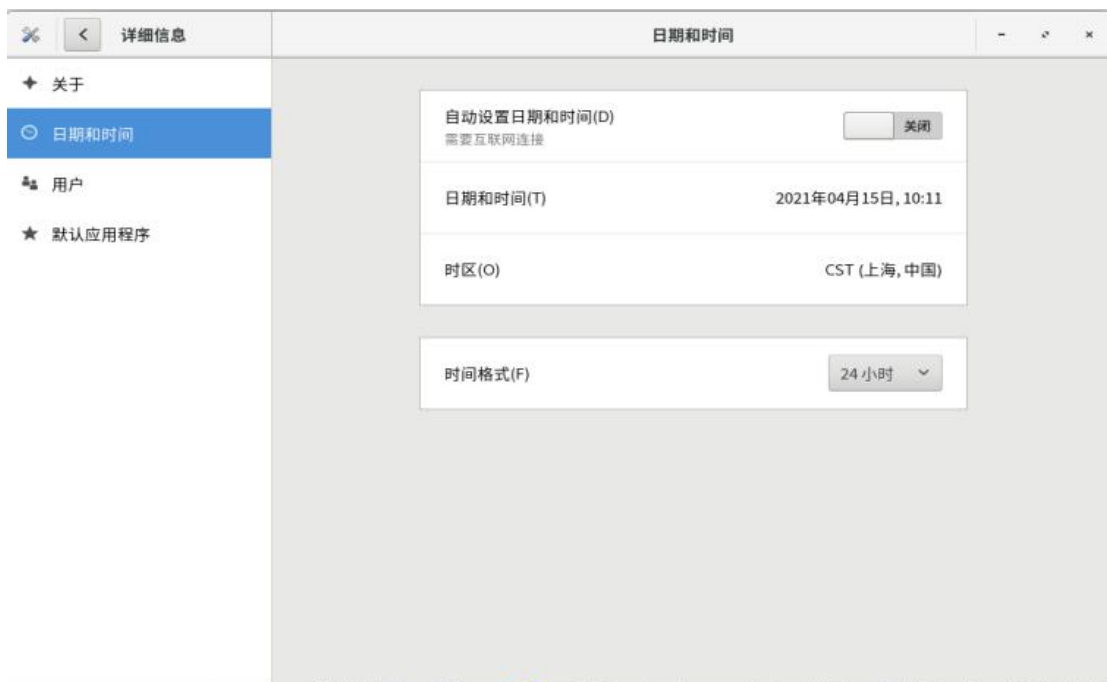 详细信息
日期和时间
关于
日期和时间
用户
默认应用程序
自动设置日期和时间(D)
需要互联网连接
关闭
日期和时间(T)
2021年04月15日, 10:11
时区(O)
CST (上海, 中国)
时间格式(F)
24 小时